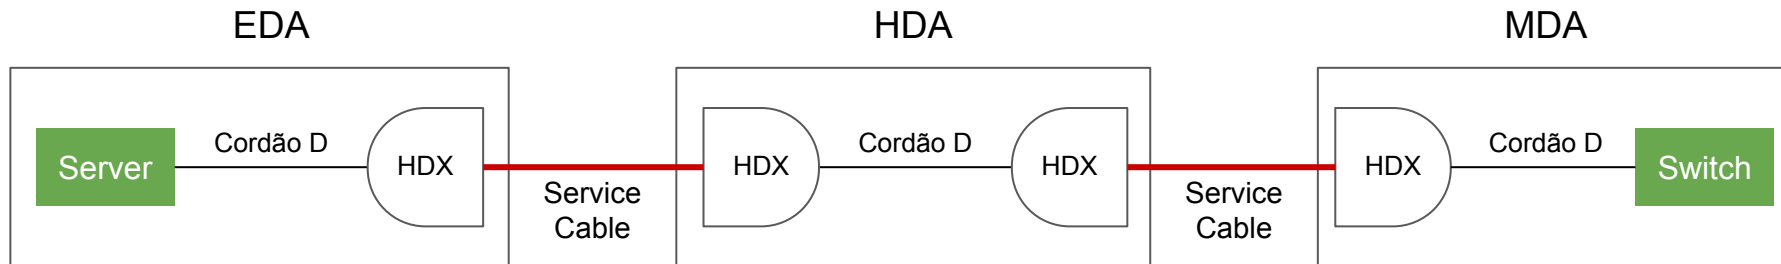 EDA
HDA
MDA
Server
Cordão D
HDX
Service
Cable
HDX
Cordão D
HDX
Service
Cable
HDX
Cordão D
Switch